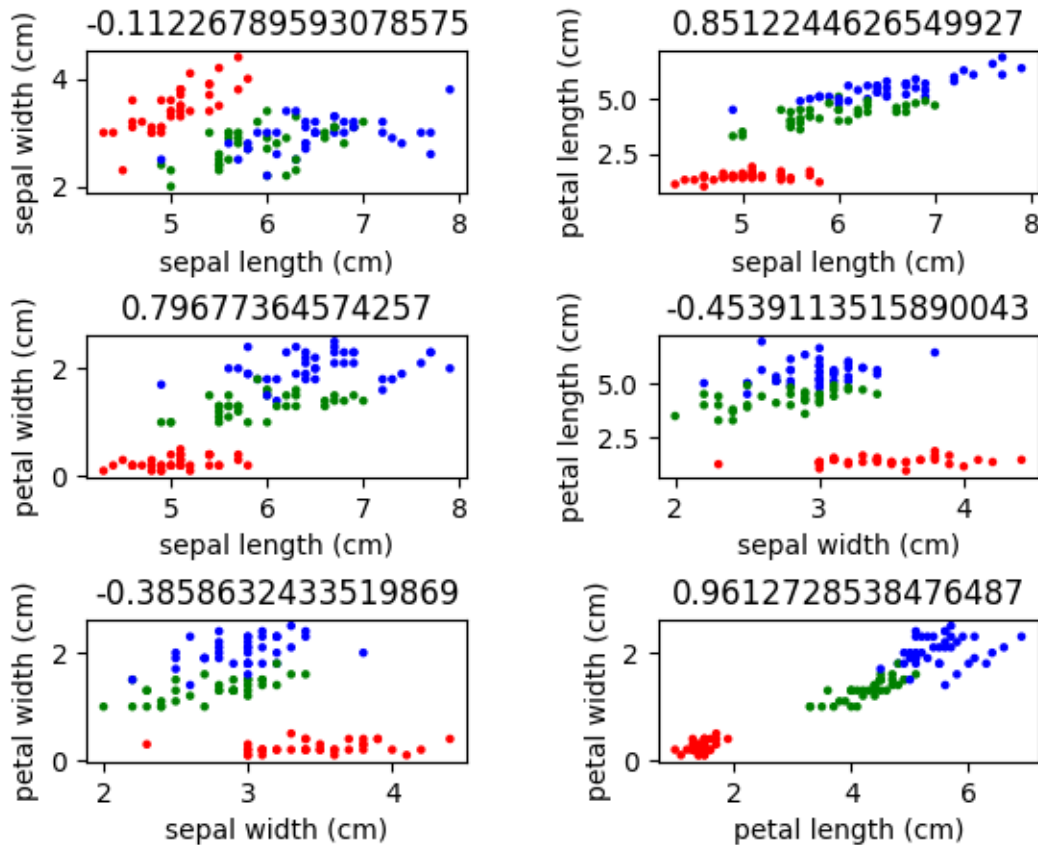 -0.11226789593078575
sepal width (cm)
4
2
5 6 7 8
sepal length (cm)
0.8512244626549927
petal length (cm)
5.0
2.5
5 6 7 8
sepal length (cm)
0.796773364574257
petal width (cm)
2
0
5 6 7 8
sepal length (cm)
-0.4539113515890043
petal length (cm)
5.0
2.5
2 3 4
sepal width (cm)
-0.3858632433519869
petal width (cm)
2
0
2 3 4
sepal width (cm)
0.9612728538476487
petal width (cm)
2
0
2 4 6
petal length (cm)